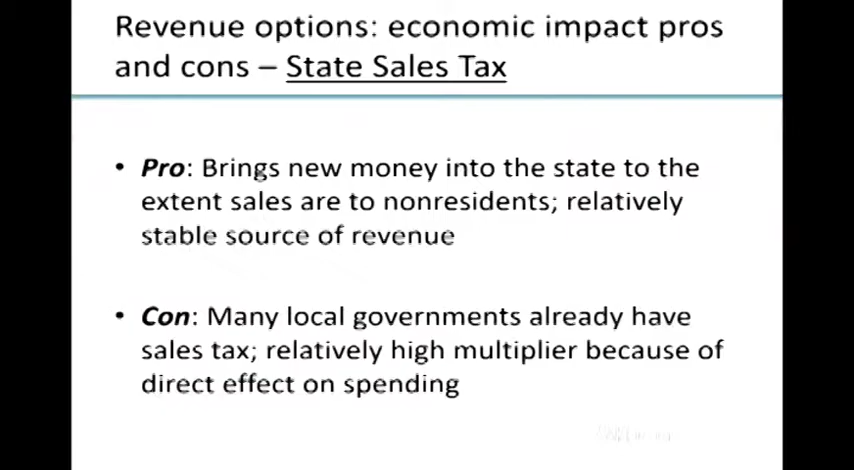 Revenue options: economic impact pros
and cons – State Sales Tax
• Pro: Brings new money into the state to the
extent sales are to nonresidents; relatively
stable source of revenue
• Con: Many local governments already have
sales tax; relatively high multiplier because of
direct effect on spending